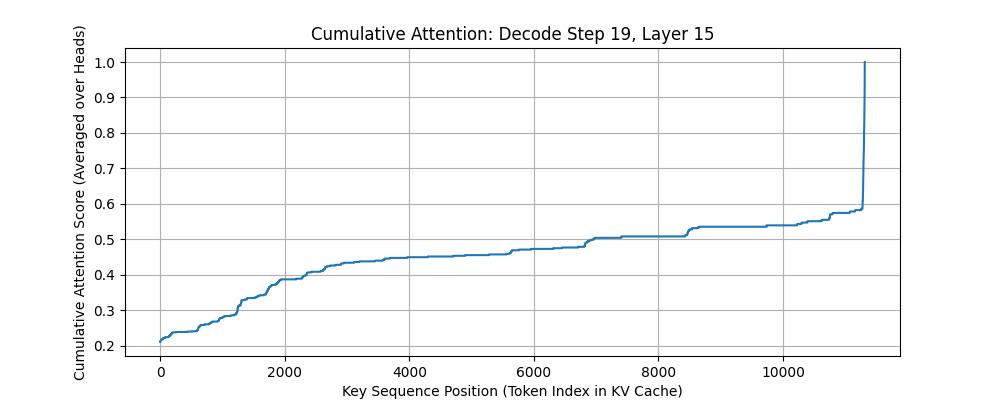 Cumulative Attention: Decode Step 19, Layer 15
Cumulative Attention Score (Averaged over Heads)
1.0
0.9
0.8
0.7
0.6
0.5
0.4
0.3
0.2
0 2000 4000 6000 8000 10000
Key Sequence Position (Token Index in KV Cache)